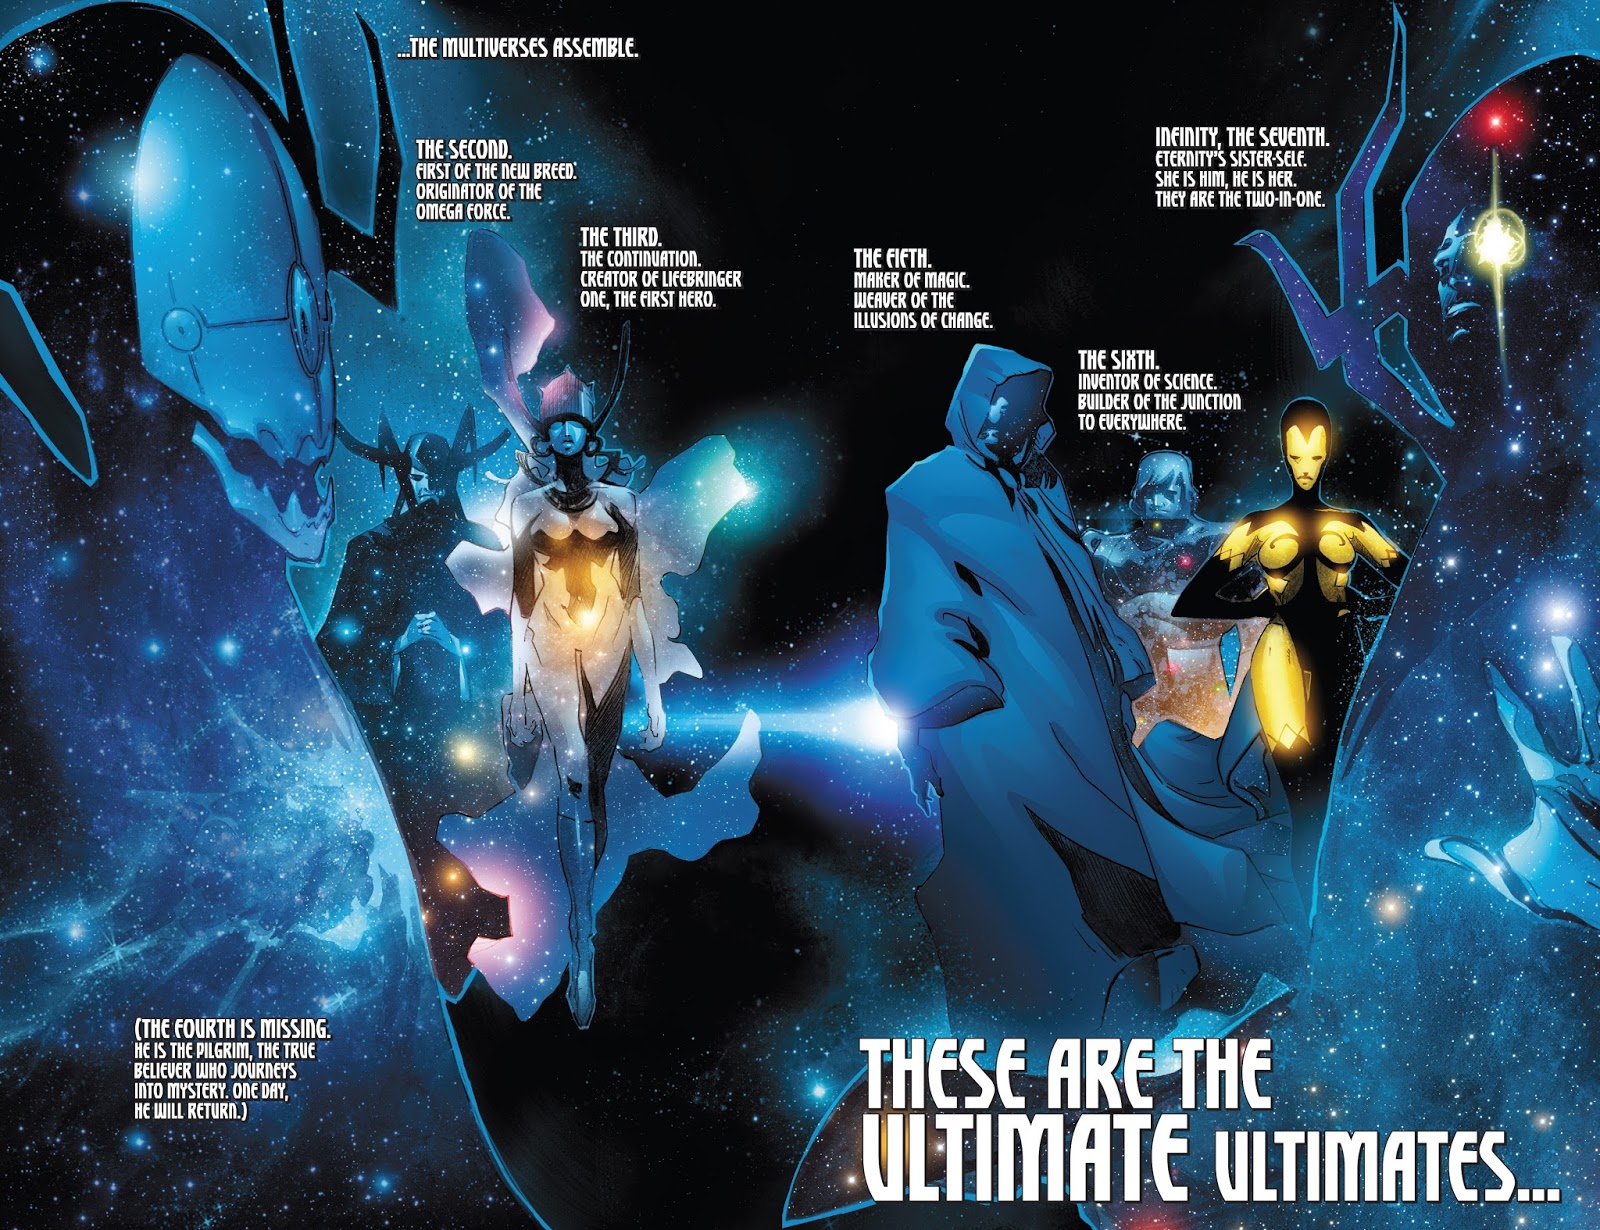 ...THE MULTIVERSES ASSEMBLE.
THE SECOND.
FIRST OF THE NEW BREED.
ORIGINATOR OF THE
OMEGA FORCE.
THE THIRD.
THE CONTINUATION.
CREATOR OF LIFEBRINGER
ONE, THE FIRST HERO.
THE FIFTH.
MAKER OF MAGIC.
WEAVER OF THE
ILLUSIONS OF CHANGE.
THE SIXTH.
INVENTOR OF SCIENCE.
BUILDER OF THE JUNCTION
TO EVERYWHERE.
INFINITY, THE SEVENTH.
ETERNITY'S SISTER-SELF.
SHE IS HIM, HE IS HER.
THEY ARE THE TWO-IN-ONE.
(THE FOURTH IS MISSING.
HE IS THE PILGRIM, THE TRUE
BELIEVER WHO JOURNEYS
INTO MYSTERY. ONE DAY,
HE WILL RETURN.)
THESE ARE THE
ULTIMATE ULTIMATES...